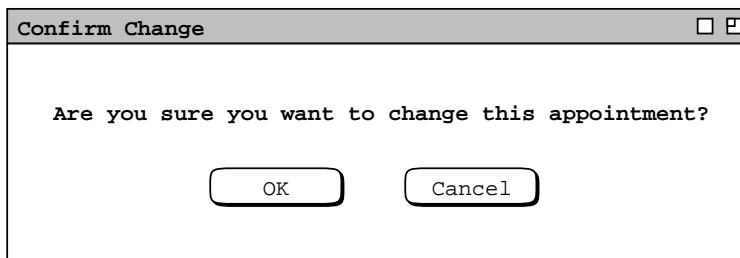 Confirm Change
Are you sure you want to change this appointment?
OK Cancel